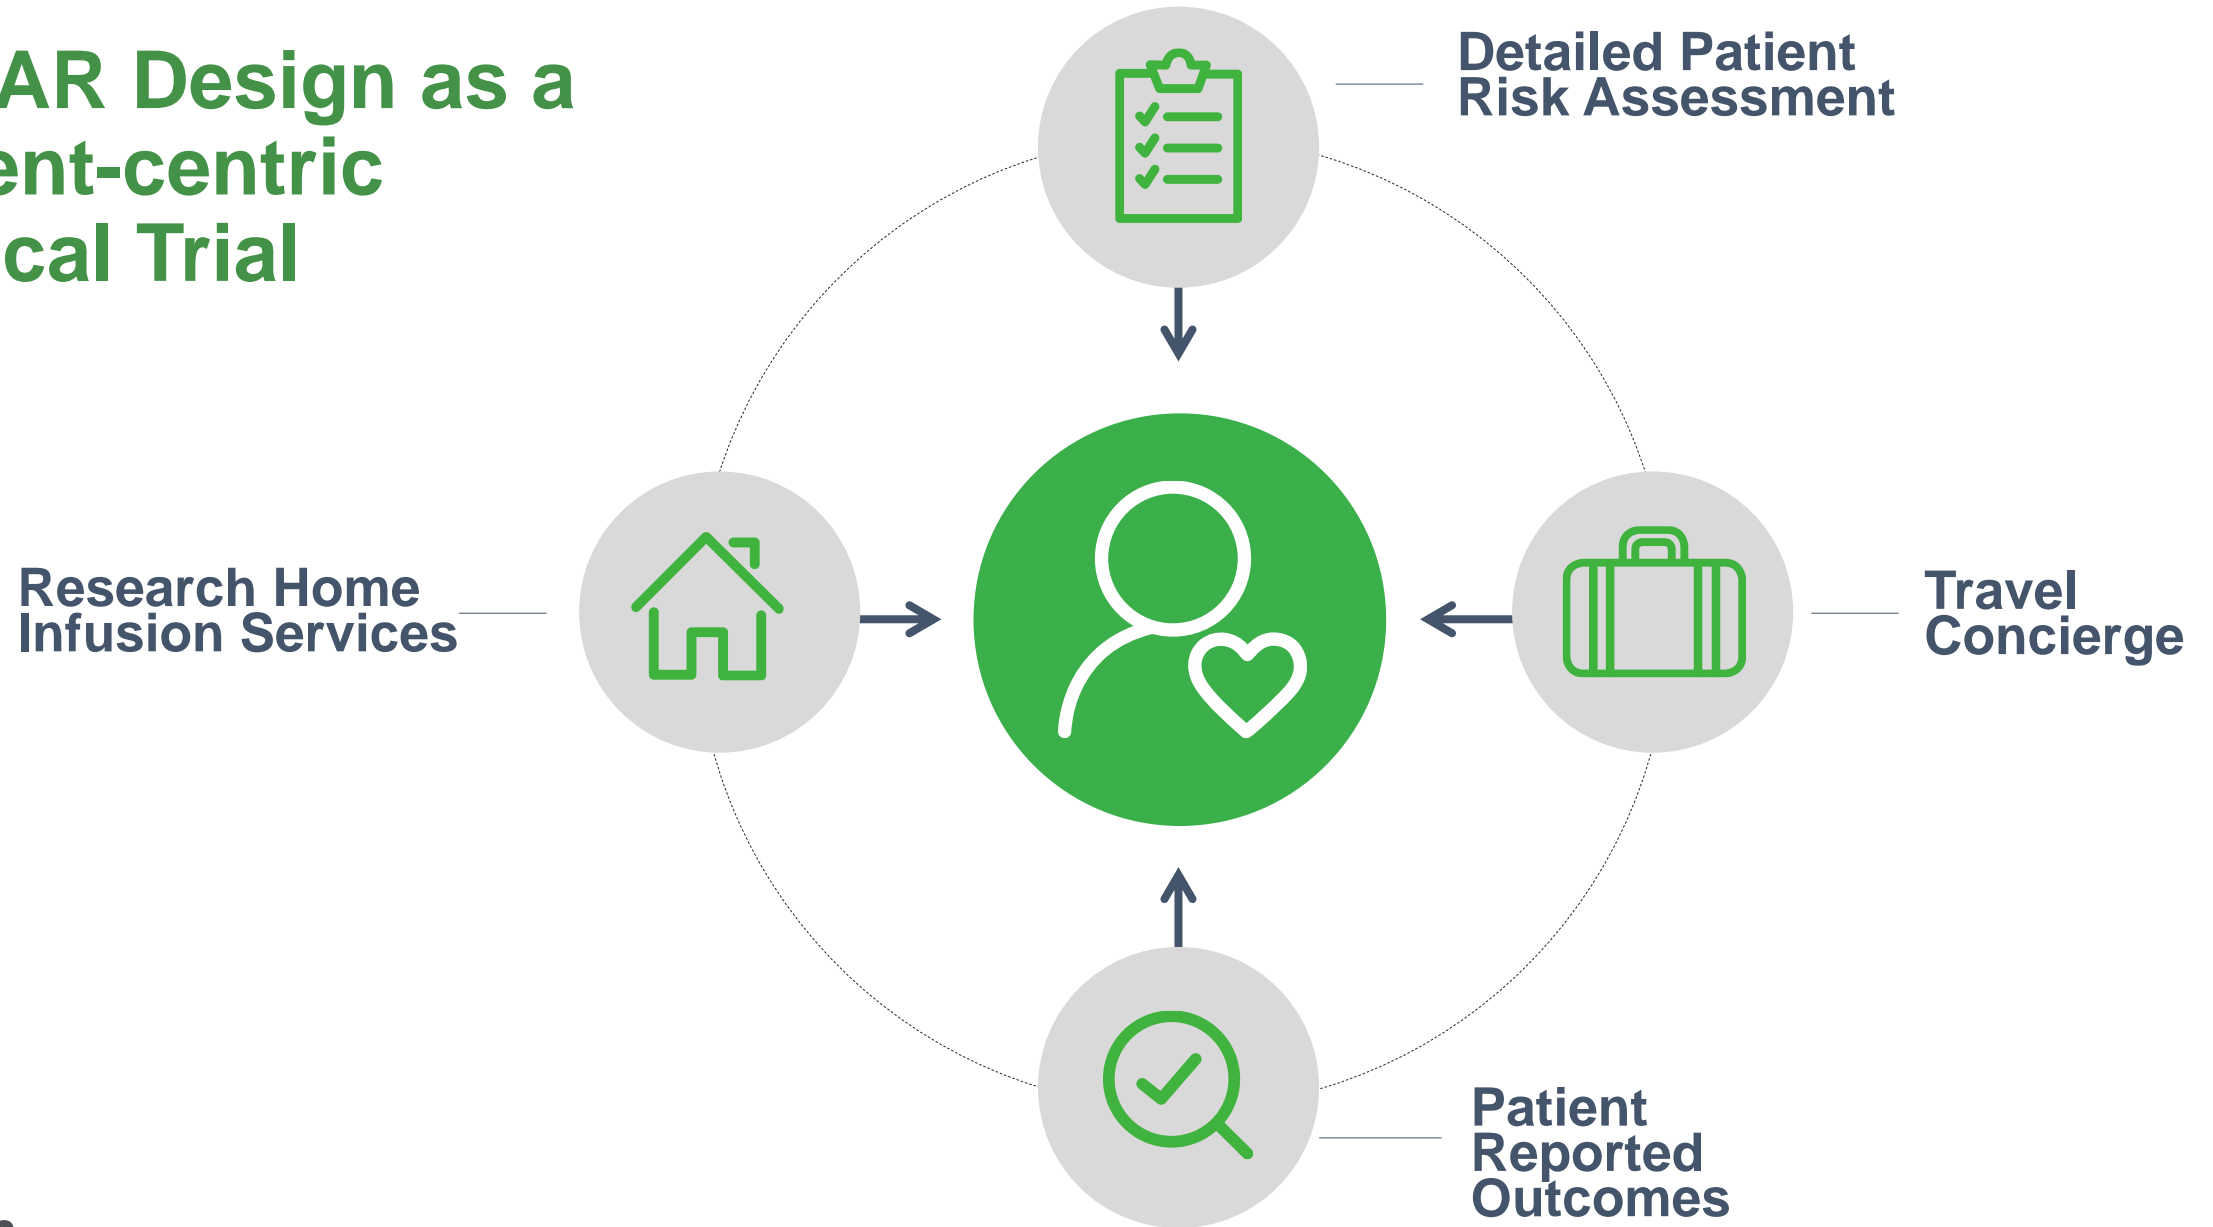 AR Design as a
ent-centric
ical Trial
Detailed Patient
Risk Assessment
Research Home
Infusion Services
Travel
Concierge
Patient
Reported
Outcomes